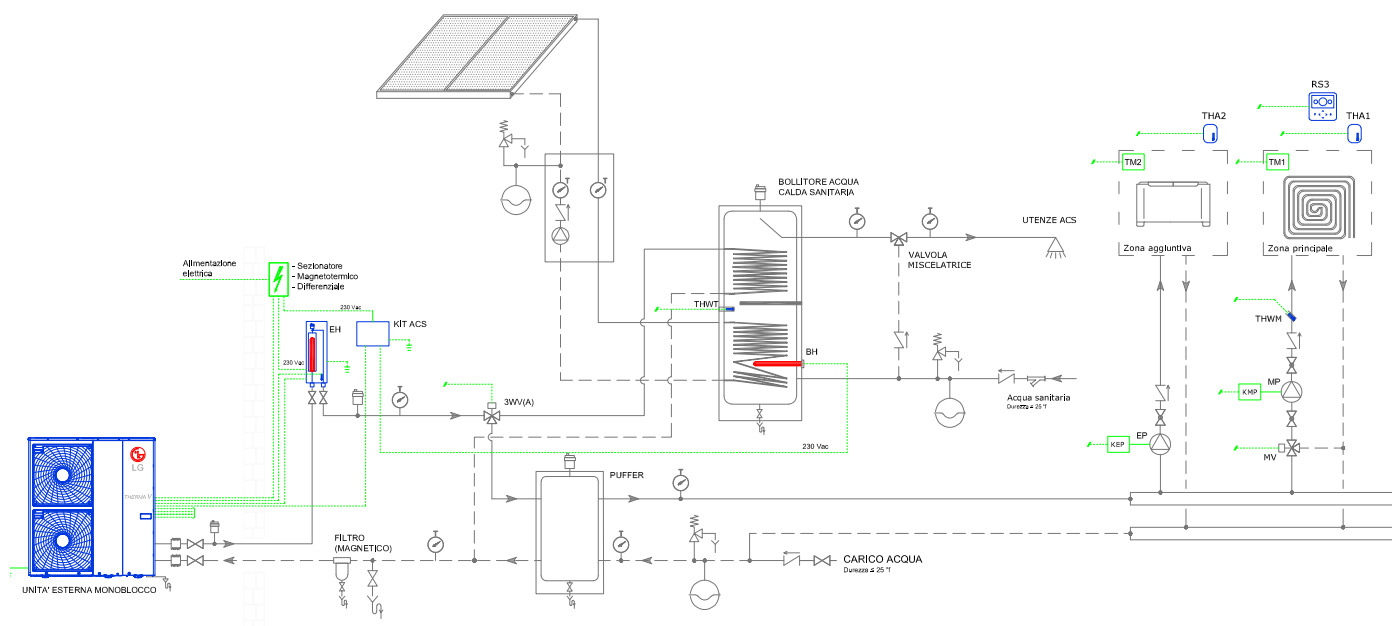 RS3
THA2
THA1
TM2
TM1
BOLLITORE ACQUA
CALDA SANITARIA
UTENZE ACS
Zona aggiuntiva
Zona principale
VALVOLA
MISCELATRICE
Alimentazione
elettrica
- Sezionatore
- Magnetotermico
- Differenziale
230 Vac
THWT
THWM
EH
KIT ACS
230 Vac
BH
3WV(A)
Acqua sanitaria
Durezza ≤ 25 °f
MP
KMP
EP
KEP
MV
230 Vac
LG
THERMA V
PUFFER
FILTRO
(MAGNETICO)
CARICO ACQUA
Durezza ≤ 25 °f
UNITA' ESTERNA MONOBLOCCO